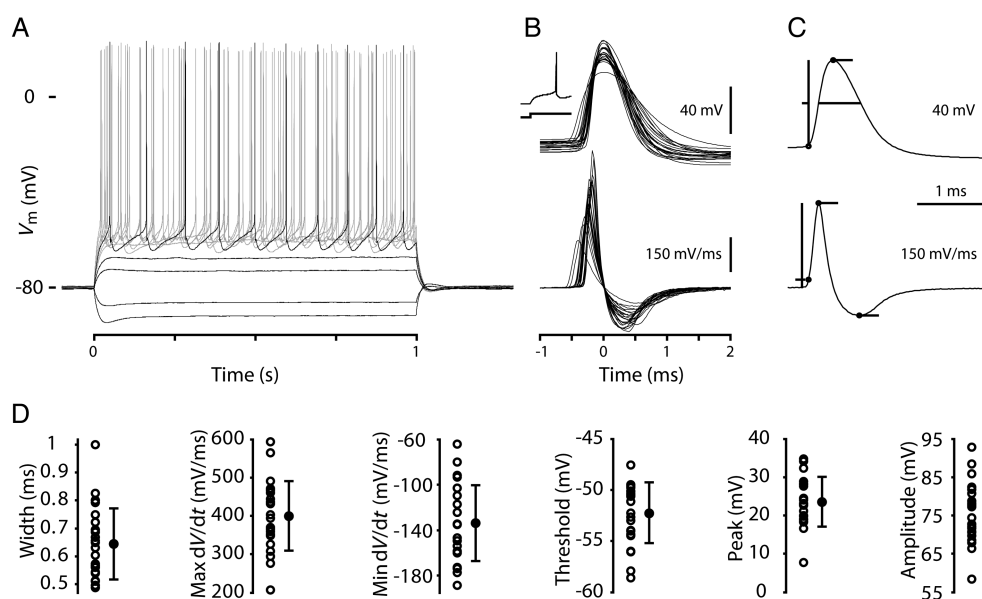 A
B
C
0
-80
Vm (mV)
0
1
Time (s)
40 mV
150 mV/ms
-1
0
1
2
Time (ms)
40 mV
1 ms
150 mV/ms
D
Width (ms)
1
0.9
0.8
0.7
0.6
0.5
Max dV/dt (mV/ms)
600
500
400
300
200
Min dV/dt (mV/ms)
-60
-100
-140
-180
Threshold (mV)
-45
-50
-55
-60
Peak (mV)
40
30
20
10
0
Amplitude (mV)
95
85
75
65
55